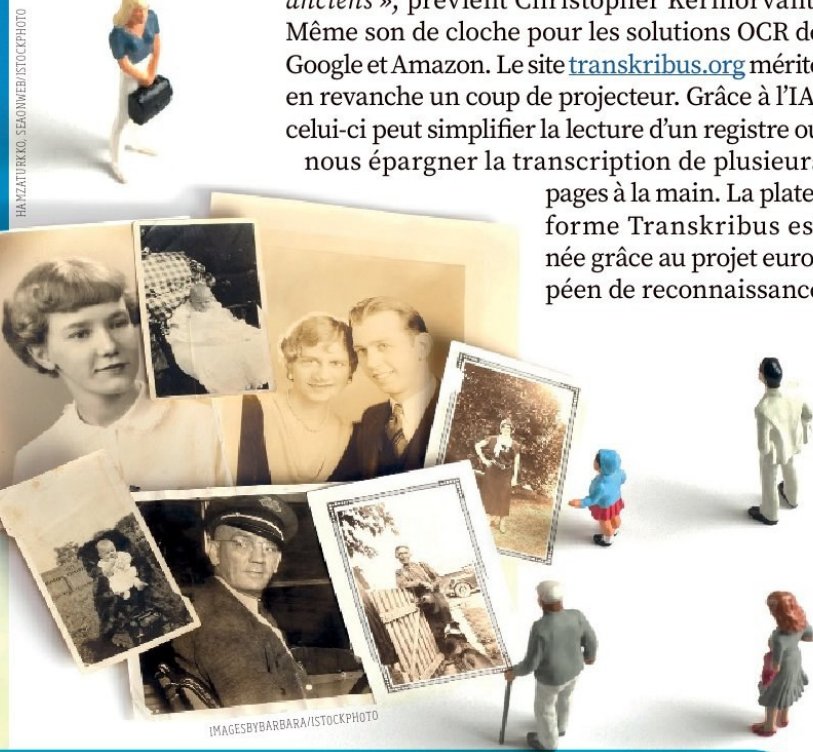 anciens », prévient Christopher Kermorvant
Même son de cloche pour les solutions OCR de
Google et Amazon. Le site transkribus.org mérite
en revanche un coup de projecteur. Grâce à l’IA
celui-ci peut simplifier la lecture d’un registre ou
nous épargner la transcription de plusieurs
pages à la main. La plate
forme Transkribus es
née grâce au projet euro
péen de reconnaissance
HAMZATURKKO, SEAONWEB/ISTOCKPHOTO
IMAGESBYBARBARA/ISTOCKPHOTO